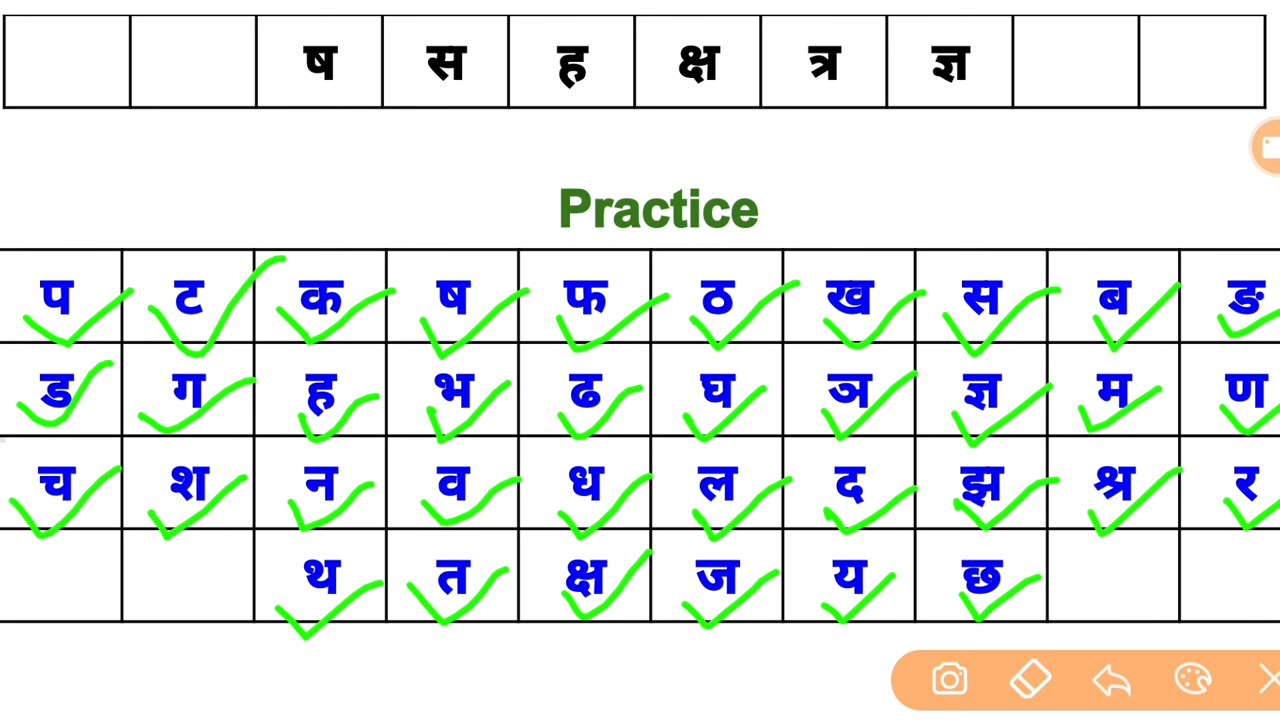 ष स ह क्ष त्र ज्ञ
Practice
प ट क ष फ ठ ख स ब ङ
ड ग ह भ ढ घ ञ ज्ञ म ण
च श न व ध ल द झ श्र र
थ त क्ष ज य छ